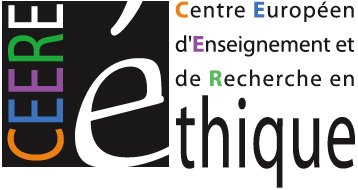 CEERE
Centre Européen
d'Enseignement et
de Recherche en
éthique